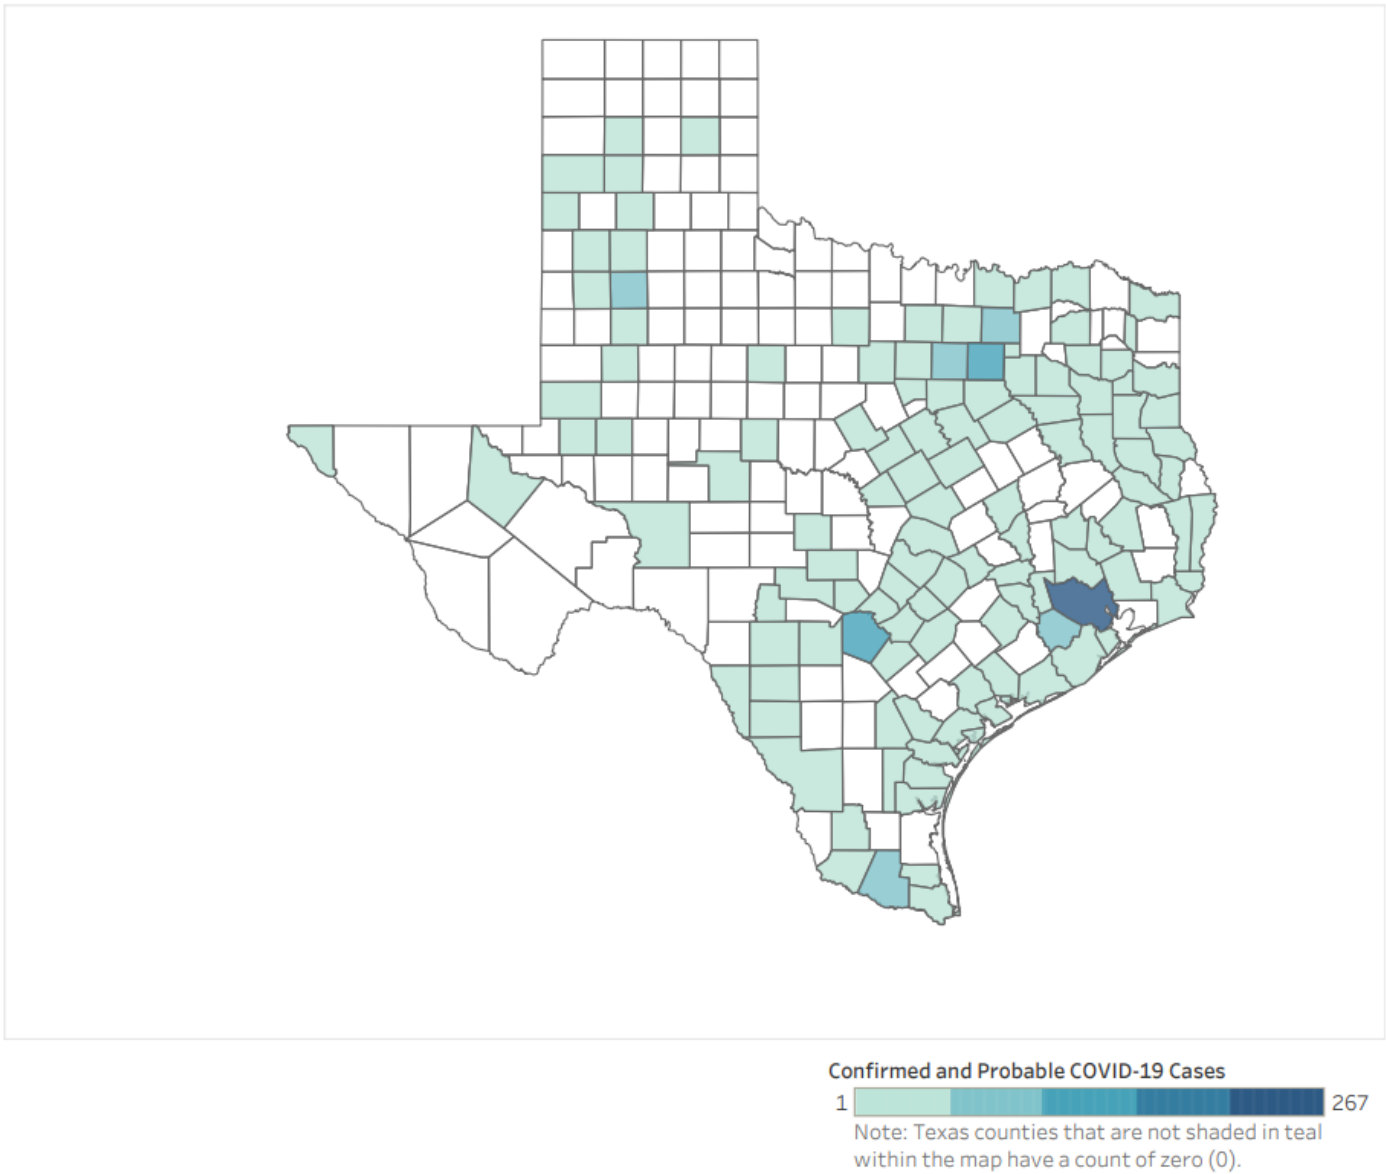 Confirmed and Probable COVID-19 Cases
1 267
Note: Texas counties that are not shaded in teal
within the map have a count of zero (0).